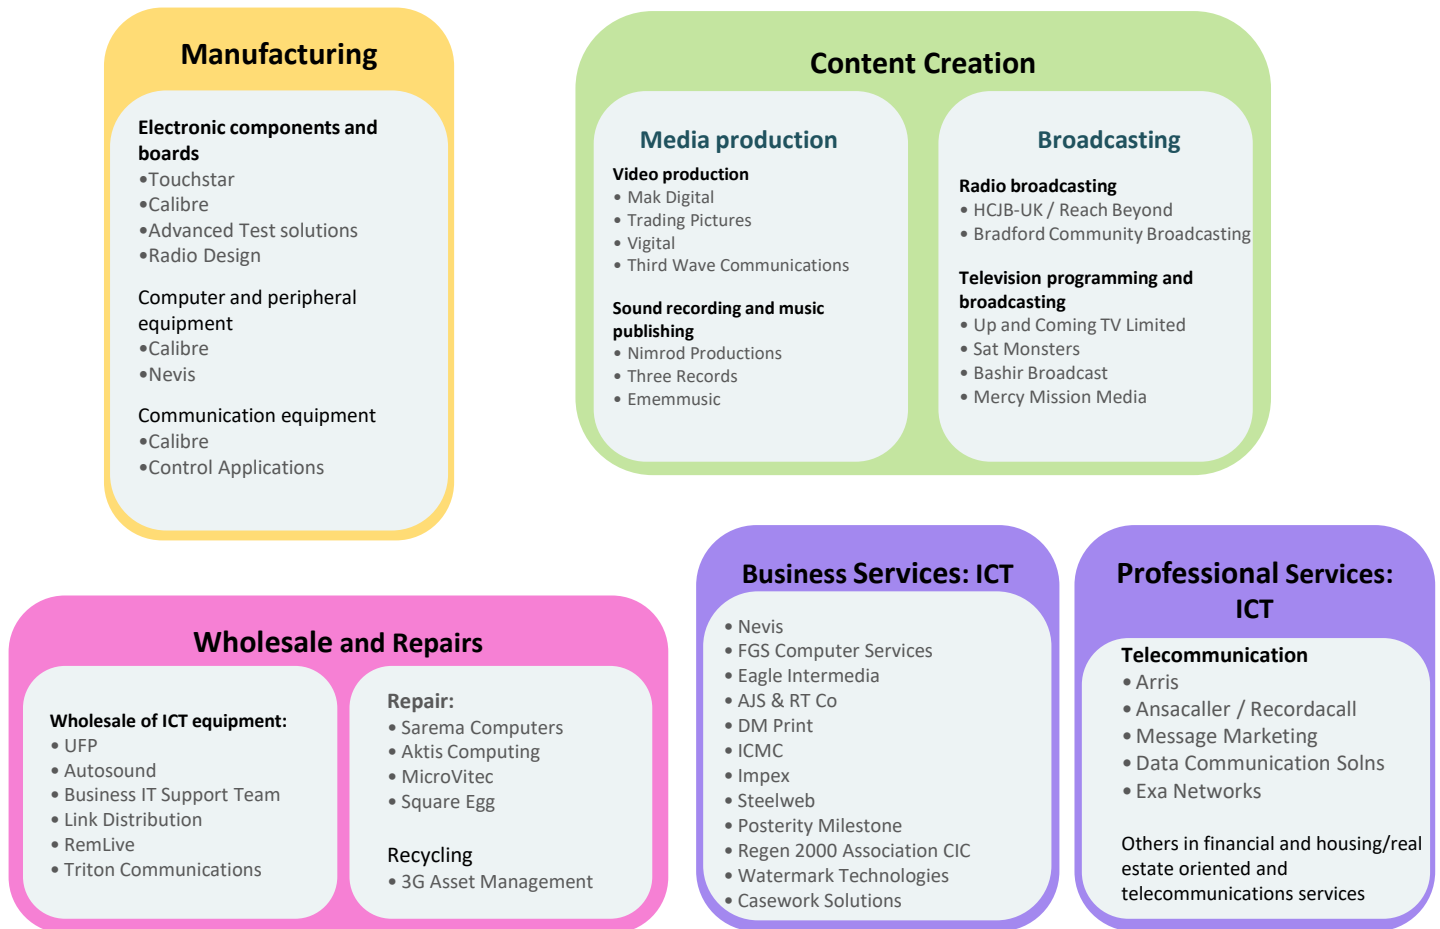 Manufacturing
Electronic components and
boards
•Touchstar
•Calibre
•Advanced Test solutions
•Radio Design
Computer and peripheral
equipment
•Calibre
•Nevis
Communication equipment
•Calibre
•Control Applications
Content Creation
Media production
Video production
• Mak Digital
• Trading Pictures
• Vigital
• Third Wave Communications
Sound recording and music
publishing
• Nimrod Productions
• Three Records
• Ememmusic
Broadcasting
Radio broadcasting
• HCJB-UK / Reach Beyond
• Bradford Community Broadcasting
Television programming and
broadcasting
• Up and Coming TV Limited
• Sat Monsters
• Bashir Broadcast
• Mercy Mission Media
Wholesale and Repairs
Wholesale of ICT equipment:
• UFP
• Autosound
• Business IT Support Team
• Link Distribution
• RemLive
• Triton Communications
Repair:
• Sarema Computers
• Aktis Computing
• MicroVitec
• Square Egg
Recycling
• 3G Asset Management
Business Services: ICT
• Nevis
• FGS Computer Services
• Eagle Intermedia
• AJS & RT Co
• DM Print
• ICMC
• Impex
• Steelweb
• Posterity Milestone
• Regen 2000 Association CIC
• Watermark Technologies
• Casework Solutions
Professional Services:
ICT
Telecommunication
• Arris
• Ansacaller / Recordacall
• Message Marketing
• Data Communication Solns
• Exa Networks
Others in financial and housing/real
estate oriented and
telecommunications services